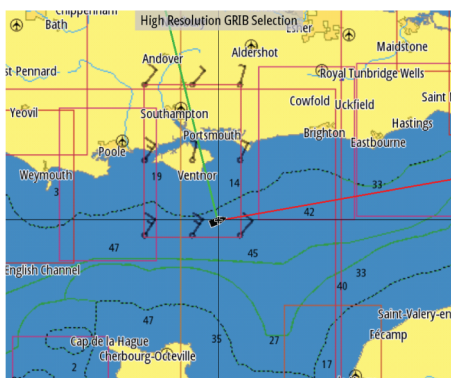 High Resolution GRIB Selection
Chippenham
Esher
Bath
Aldershot
Maidstone
Andover
st Pennard
Royal Tunbridge Wells
Cowfold
Uckfield
Saint
Yeovil
Southampton
Hastings
Portsmouth
Brighton
Eastbourne
Poole
Weymouth
Ventnor
19
14
33
3
42
47
45
English Channel
33
40
47
Saint-Valery-en
Cap de la Hague
35
27
Fécamp
Cherbourg-Octeville
17
2